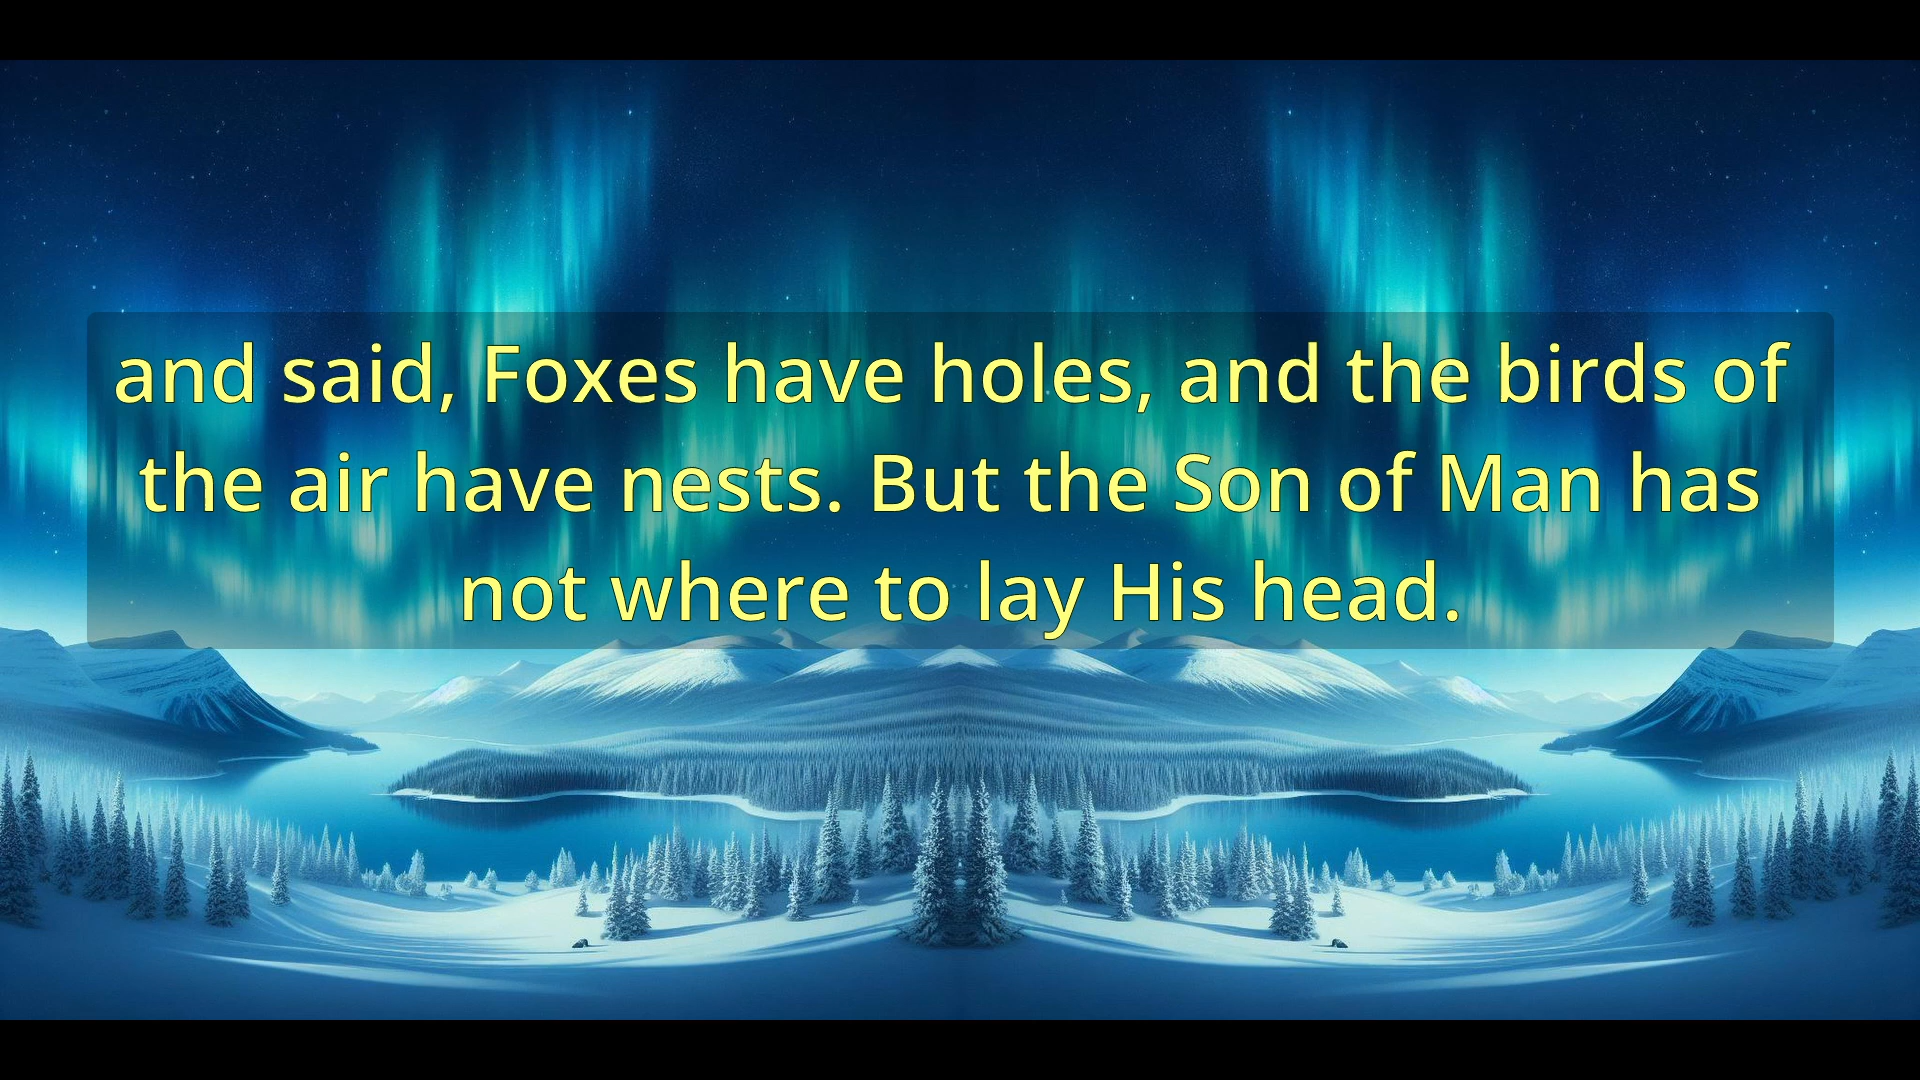 and said, Foxes have holes, and the birds of
the air have nests. But the Son of Man has
not where to lay His head.